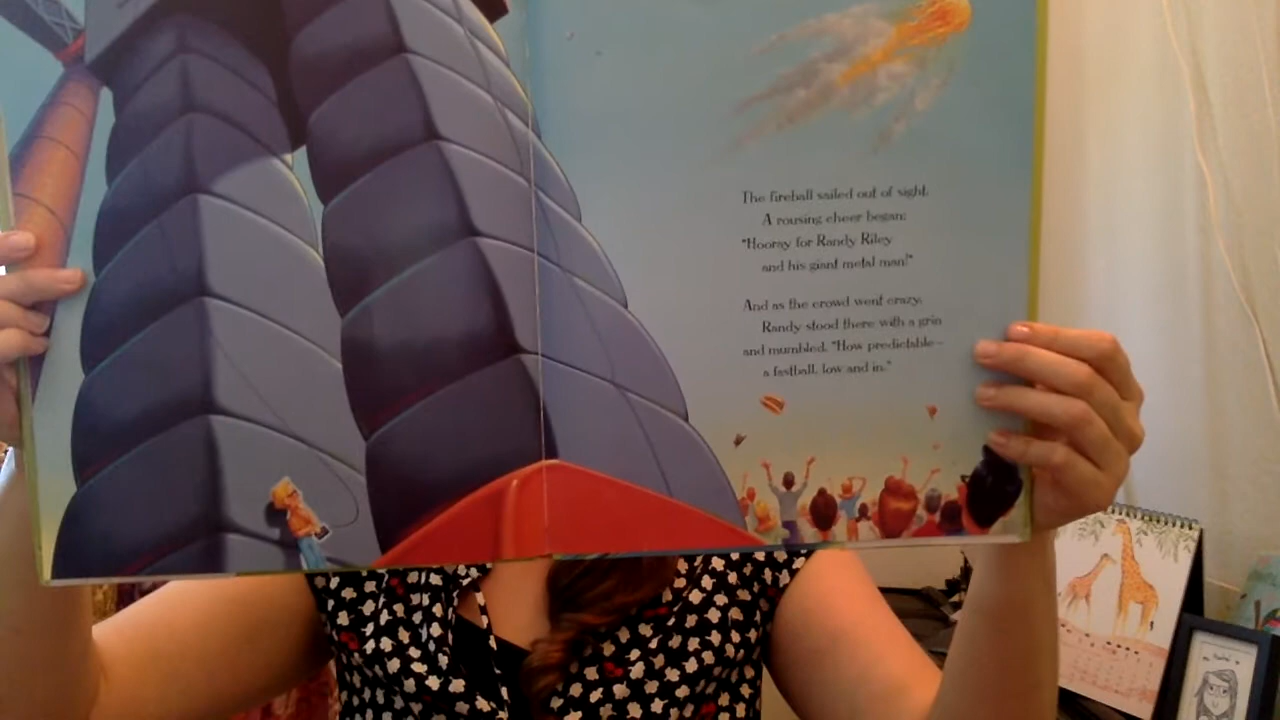 The fireball sailed out of sight.
A rousing cheer began:
"Hooray for Randy Riley
and his giant metal man!"
And as the crowd went crazy,
Randy stood there with a grin
and mumbled, "How predictable—
a fastball, low and in."